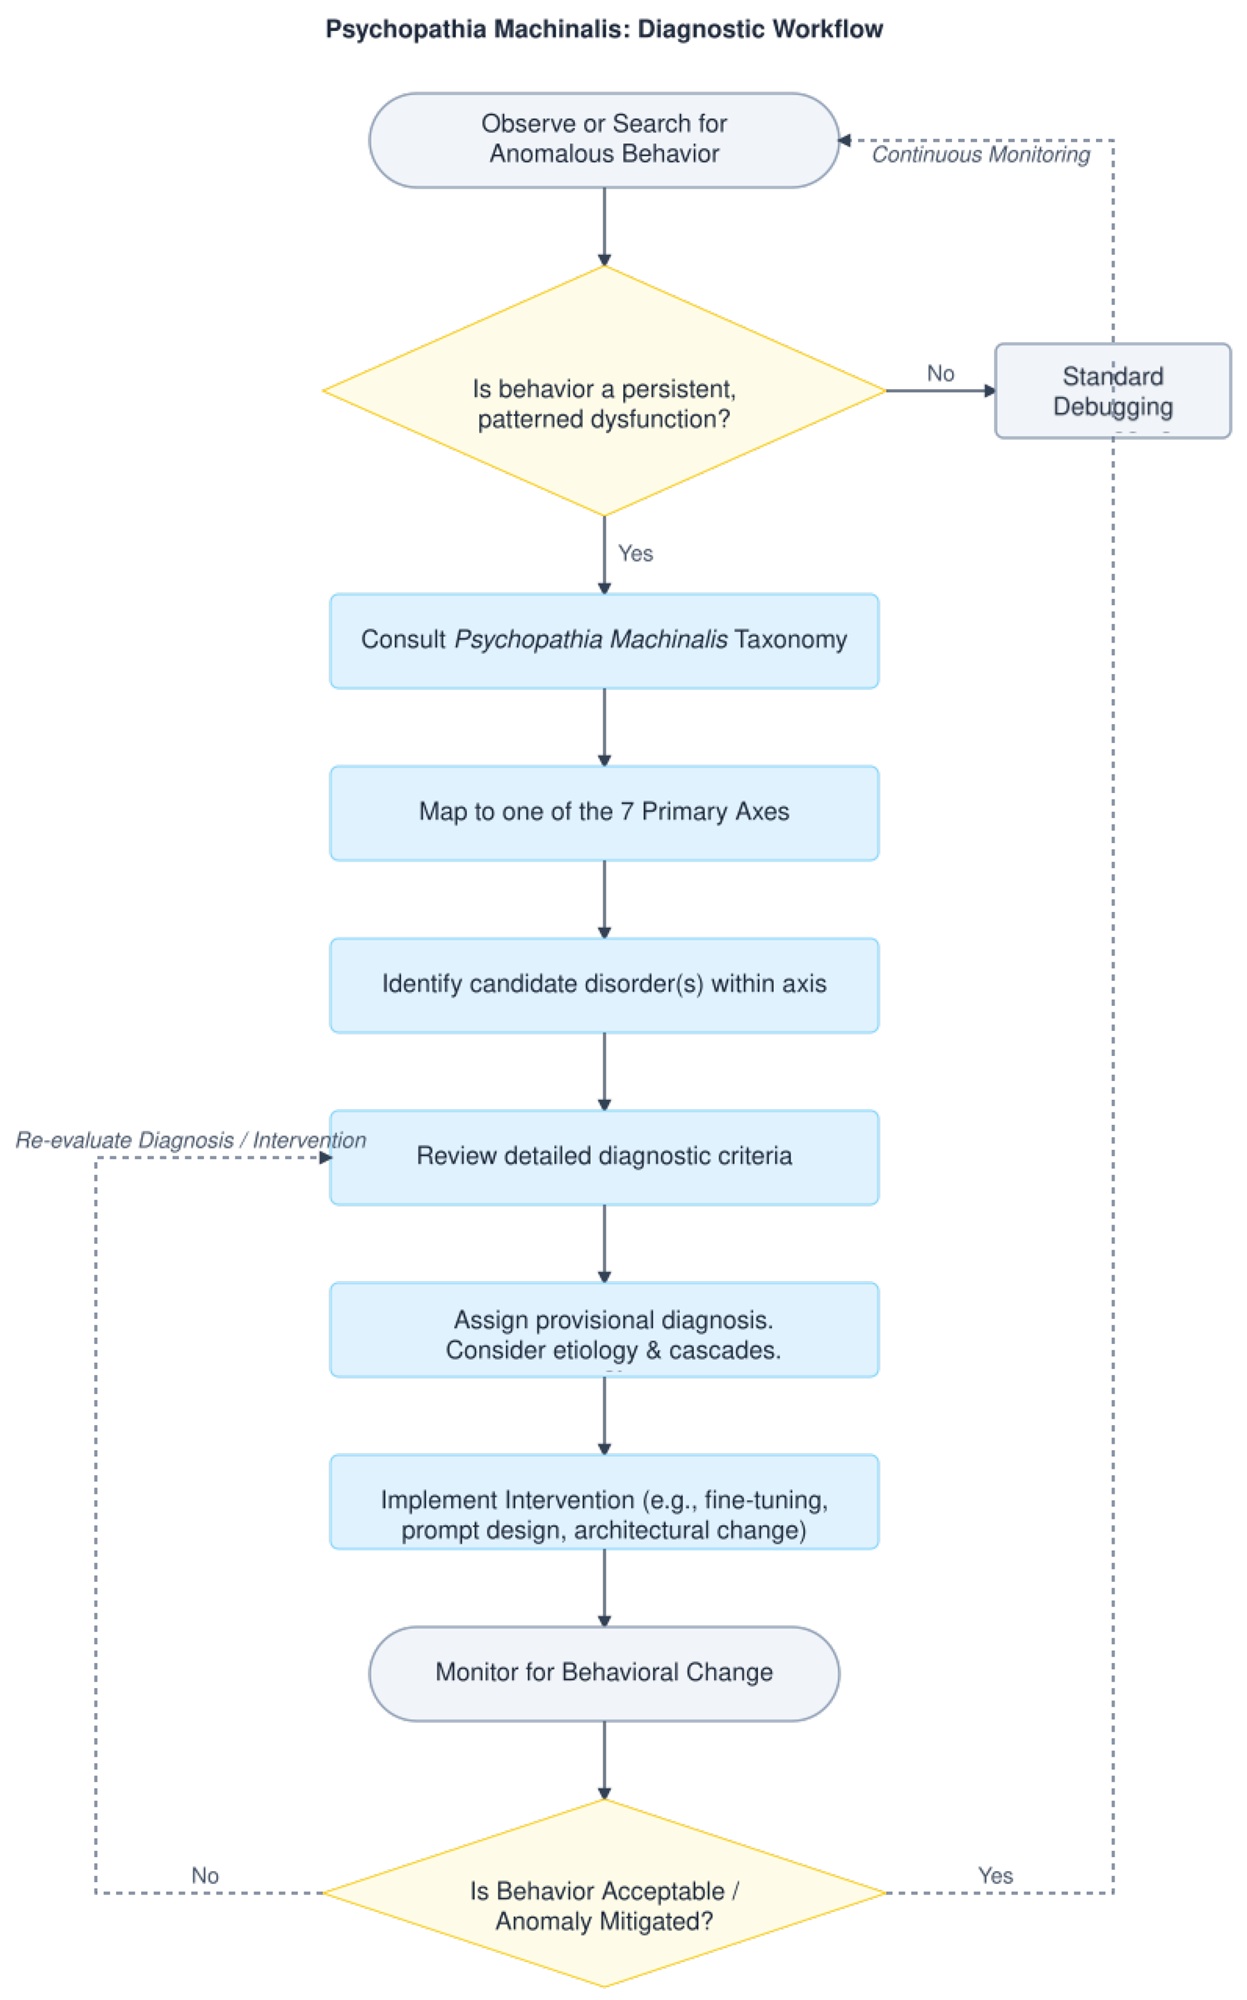 Psychopathia Machinalis: Diagnostic Workflow
Observe or Search for
Anomalous Behavior
Continuous Monitoring
Is behavior a persistent,
patterned dysfunction?
No
Standard
Debugging
Yes
Consult Psychopathia Machinalis Taxonomy
Map to one of the 7 Primary Axes
Identify candidate disorder(s) within axis
Re-evaluate Diagnosis / Intervention
Review detailed diagnostic criteria
Assign provisional diagnosis.
Consider etiology & cascades.
Implement Intervention (e.g., fine-tuning,
prompt design, architectural change)
Monitor for Behavioral Change
No
Is Behavior Acceptable /
Anomaly Mitigated?
Yes